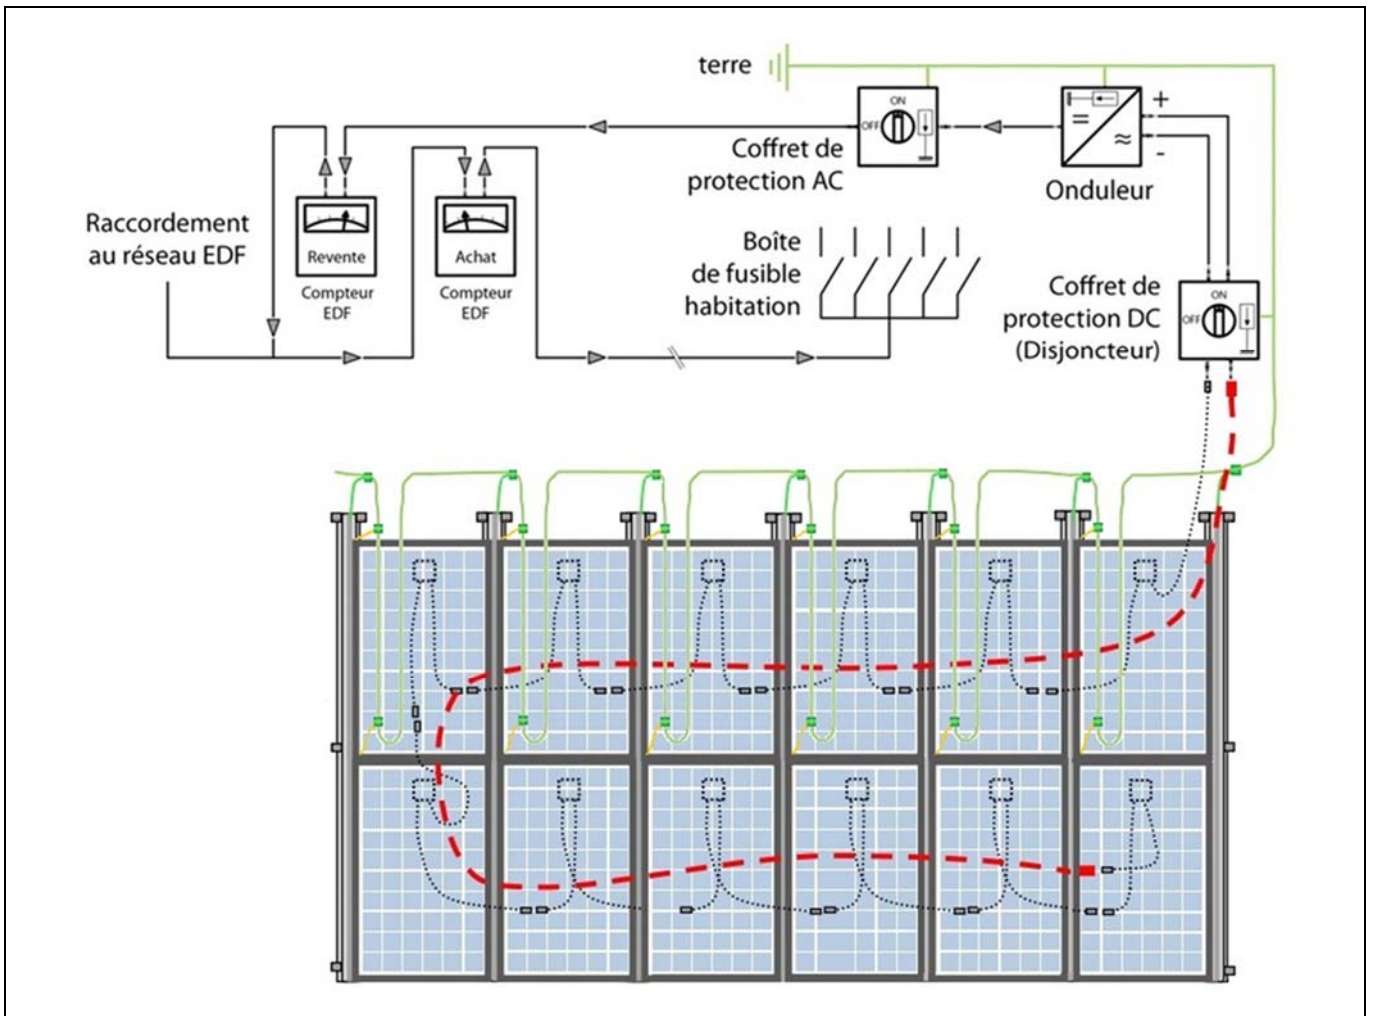 terre
ON
OFF
Coffret de
protection AC
+
=
≈
-
Onduleur
Raccordement
au réseau EDF
Revente
Compteur
EDF
Achat
Compteur
EDF
Boîte
de fusible
habitation
Coffret de
protection DC
(Disjoncteur)
ON
OFF